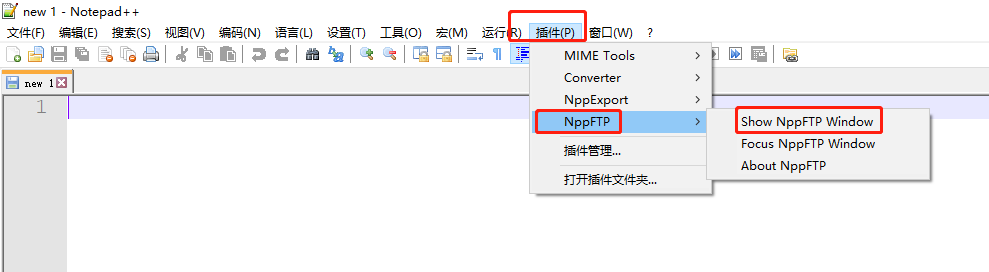 new 1 - Notepad++
文件(F) 编辑(E) 搜索(S) 视图(V) 编码(N) 语言(L) 设置(T) 工具(O) 宏(M) 运行(R) 插件(P) 窗口(W) ?
new 1
1
MIME Tools
Converter
NppExport
NppFTP
插件管理...
打开插件文件夹...
Show NppFTP Window
Focus NppFTP Window
About NppFTP